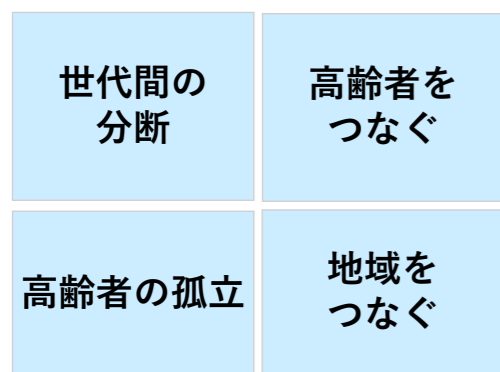 世代間の
分断
高齢者を
つなぐ
高齢者の孤立
地域を
つなぐ